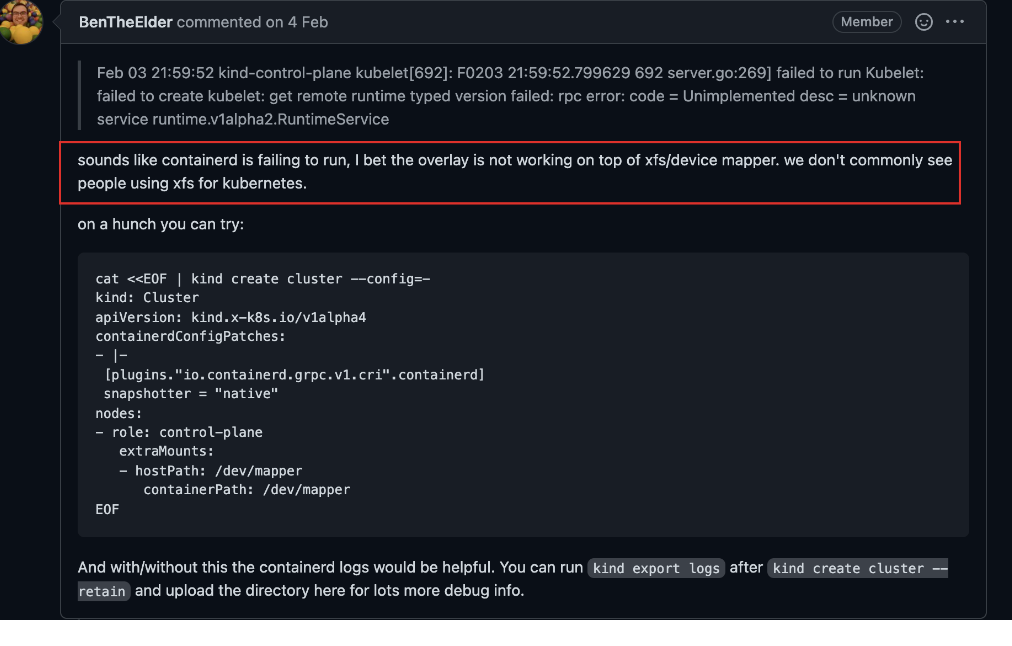 BenTheElder commented on 4 Feb
Member
Feb 03 21:59:52 kind-control-plane kubelet[692]: F0203 21:59:52.799629 692 server.go:269] failed to run Kubelet:
failed to create kubelet: get remote runtime typed version failed: rpc error: code = Unimplemented desc = unknown
service runtime.v1alpha2.RuntimeService
sounds like containerd is failing to run, I bet the overlay is not working on top of xfs/device mapper. we don't commonly see
people using xfs for kubernetes.
on a hunch you can try:
cat <<EOF | kind create cluster --config=-
kind: Cluster
apiVersion: kind.x-k8s.io/v1alpha4
containerdConfigPatches:
- |-
 [plugins."io.containerd.grpc.v1.cri".containerd]
 snapshotter = "native"
nodes:
- role: control-plane
   extraMounts:
   - hostPath: /dev/mapper
      containerPath: /dev/mapper
EOF
And with/without this the containerd logs would be helpful. You can run kind export logs after kind create cluster --
retain and upload the directory here for lots more debug info.